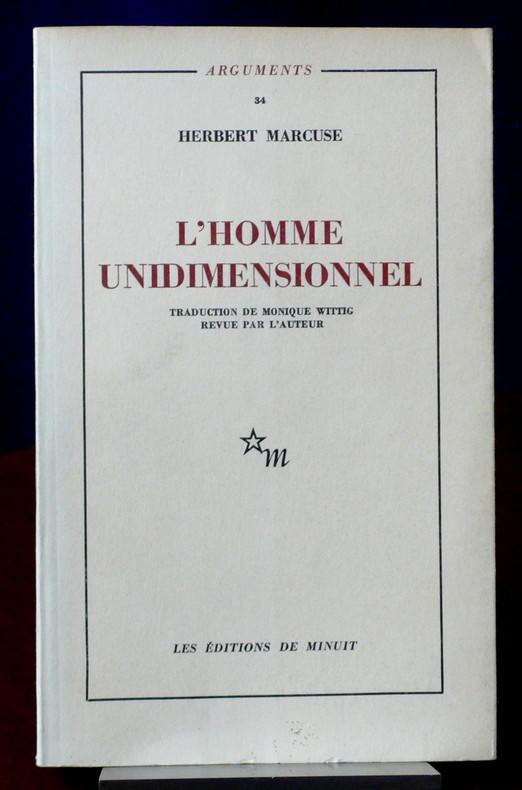 ARGUMENTS
34
HERBERT MARCUSE
L'HOMME
UNIDIMENSIONNEL
TRADUCTION DE MONIQUE WITTIG
REVUE PAR L'AUTEUR
m
LES ÉDITIONS DE MINUIT